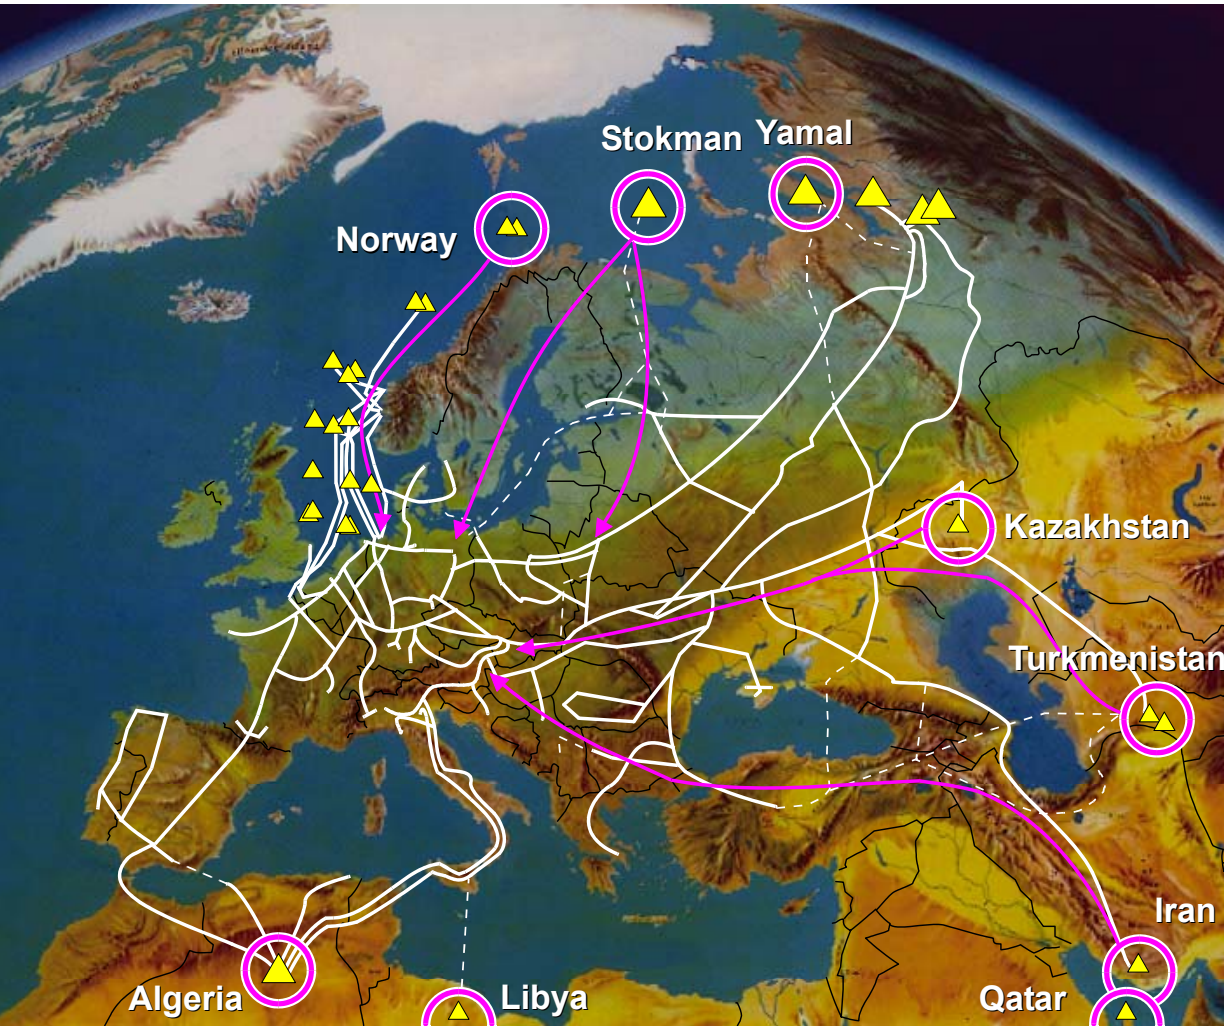 Stokman
Yamal
Norway
Kazakhstan
Turkmenistan
Iran
Algeria
Libya
Qatar